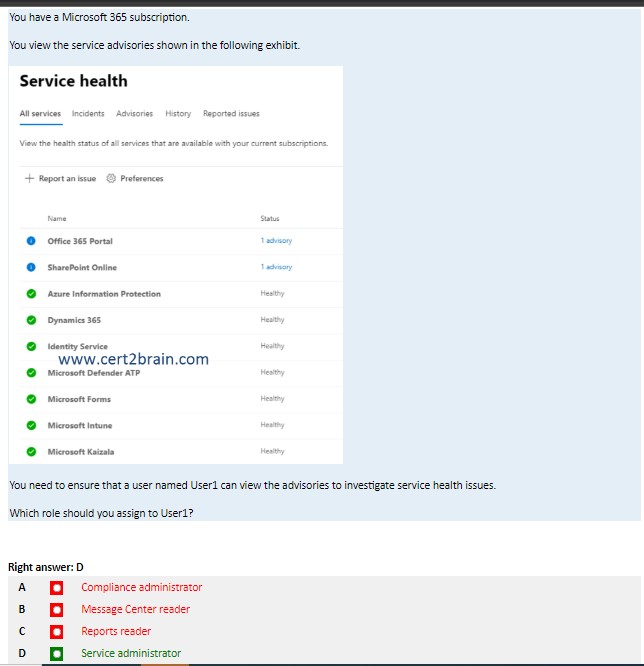 You have a Microsoft 365 subscription.
You view the service advisories shown in the following exhibit.
Service health
All services Incidents Advisories History Reported issues
View the health status of all services that are available with your current subscriptions.
+ Report an issue Preferences
Name Status
Office 365 Portal 1 advisory
SharePoint Online 1 advisory
Azure Information Protection Healthy
Dynamics 365 Healthy
Identity Service Healthy
www.cert2brain.com
Microsoft Defender ATP Healthy
Microsoft Forms Healthy
Microsoft Intune Healthy
Microsoft Kaizala Healthy
You need to ensure that a user named User1 can view the advisories to investigate service health issues.
Which role should you assign to User1?
Right answer: D
A Compliance administrator
B Message Center reader
C Reports reader
D Service administrator